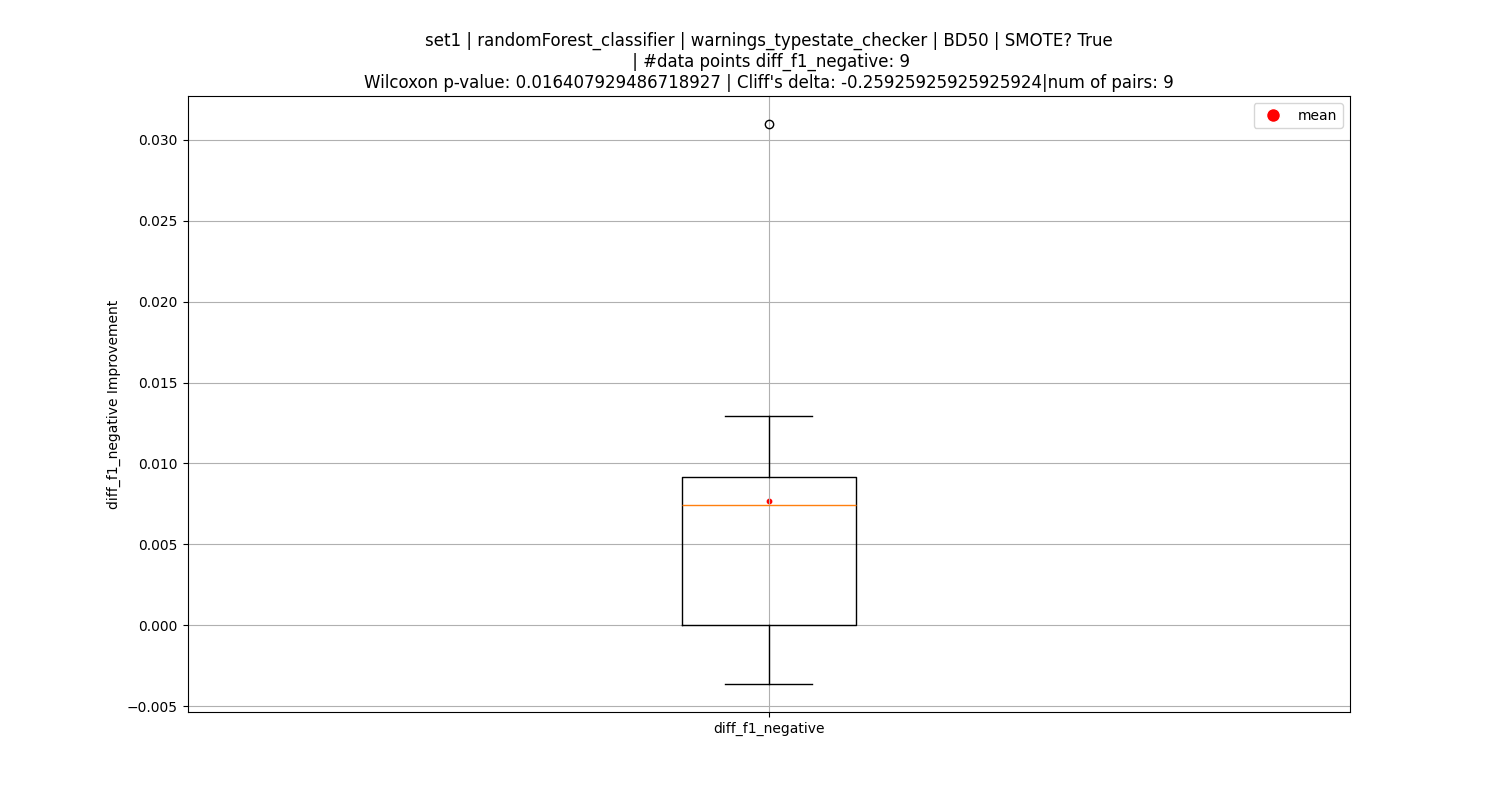 set1 | randomForest_classifier | warnings_typestate_checker | BD50 | SMOTE? True
| #data points diff_f1_negative: 9
Wilcoxon p-value: 0.016407929486718927 | Cliff's delta: -0.25925925925925924|num of pairs: 9
mean
0.030
0.025
0.020
0.015
0.010
0.005
0.000
−0.005
diff_f1_negative Improvement
diff_f1_negative